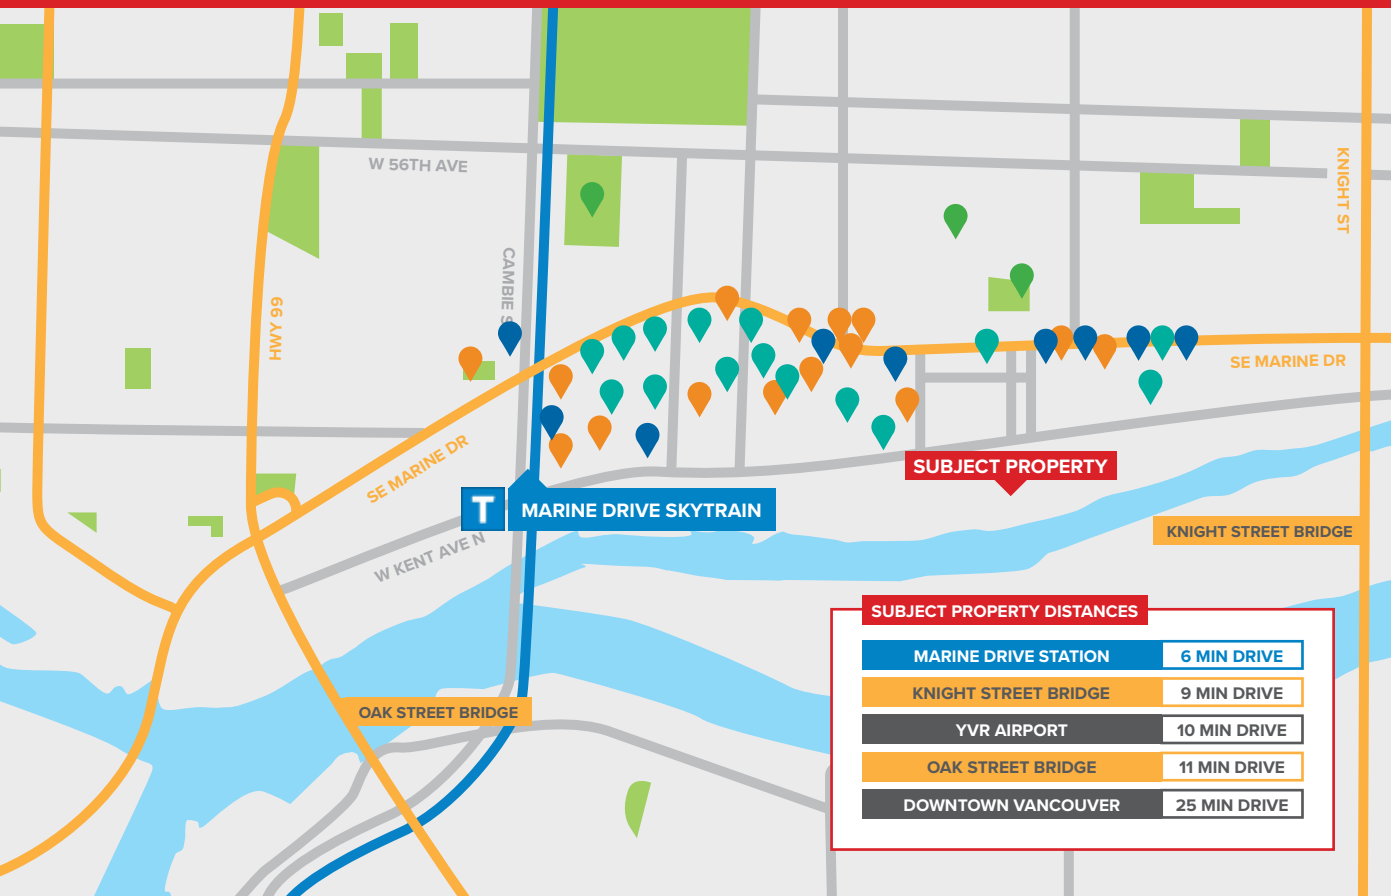 W 56TH AVE
KNIGHT ST
CAMBIE S
HWY 99
SE MARINE DR
SE MARINE DR
SUBJECT PROPERTY
T
MARINE DRIVE SKYTRAIN
KNIGHT STREET BRIDGE
W KENT AVE N
SUBJECT PROPERTY DISTANCES
MARINE DRIVE STATION 6 MIN DRIVE
KNIGHT STREET BRIDGE 9 MIN DRIVE
YVR AIRPORT 10 MIN DRIVE
OAK STREET BRIDGE 11 MIN DRIVE
DOWNTOWN VANCOUVER 25 MIN DRIVE
OAK STREET BRIDGE